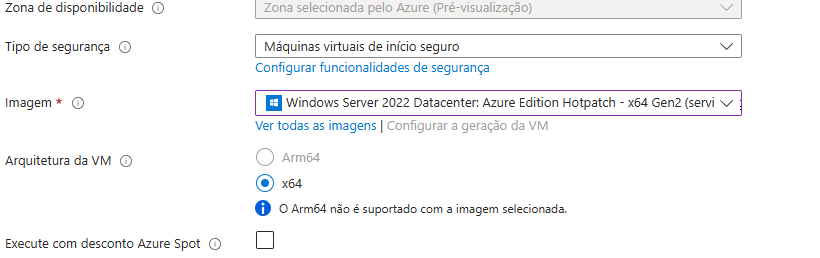 Zona de disponibilidade
Zona selecionada pelo Azure (Pré-visualização)
Tipo de segurança
Máquinas virtuais de início seguro
Configurar funcionalidades de segurança
Imagem *
Windows Server 2022 Datacenter: Azure Edition Hotpatch - x64 Gen2 (servi
Ver todas as imagens | Configurar a geração da VM
Arquitetura da VM
Arm64
x64
O Arm64 não é suportado com a imagem selecionada.
Execute com desconto Azure Spot